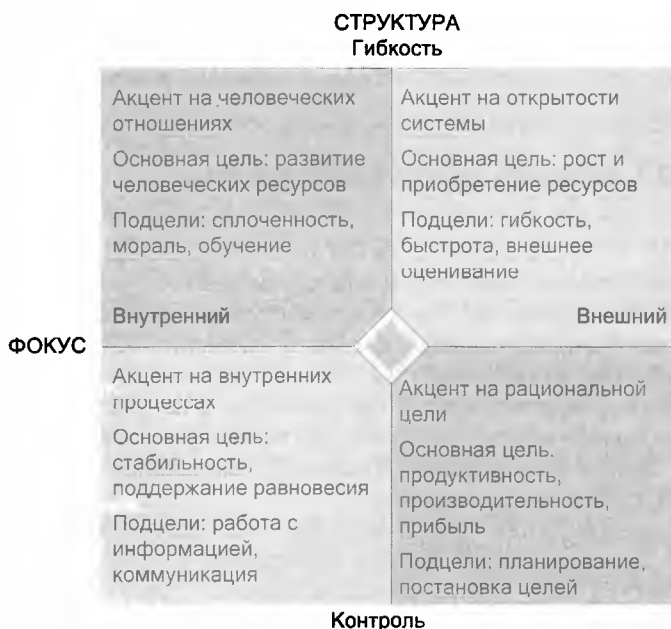 СТРУКТУРА
Гибкость
Акцент на человеческих
отношениях
Основная цель: развитие
человеческих ресурсов
Подцели: сплоченность,
мораль, обучение
Акцент на открытости
системы
Основная цель: рост и
приобретение ресурсов
Подцели: гибкость,
быстрота, внешнее
оценивание
Внутренний
Внешний
ФОКУС
Акцент на внутренних
процессах
Основная цель:
стабильность,
поддержание равновесия
Подцели: работа с
информацией,
коммуникация
Акцент на рациональной
цели
Основная цель.
продуктивность,
производительность,
прибыль
Подцели: планирование,
постановка целей
Контроль